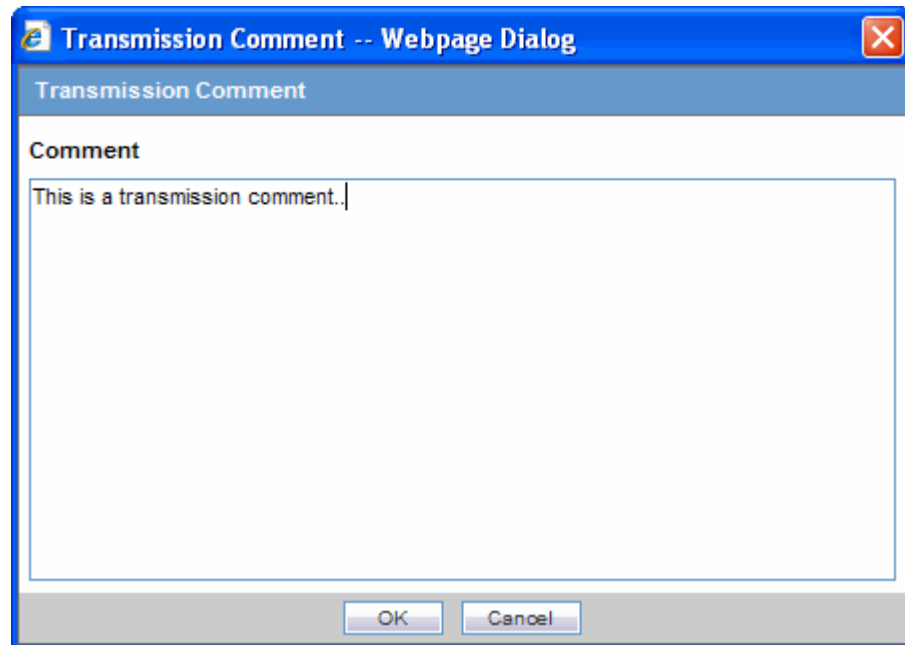 Transmission Comment -- Webpage Dialog
Transmission Comment
Comment
This is a transmission comment..
OK Cancel